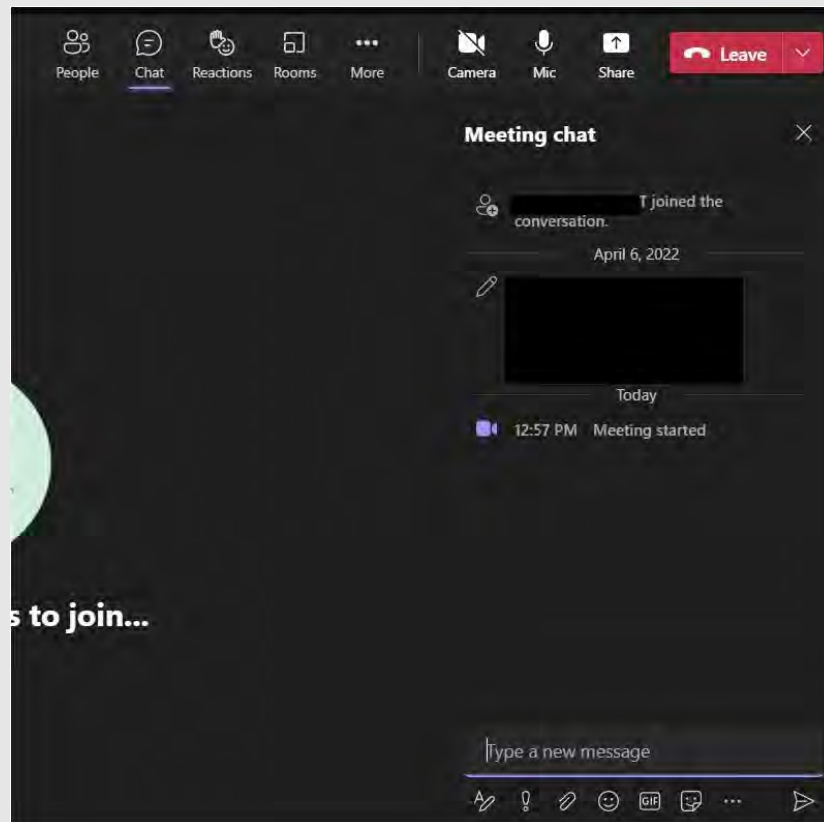 People Chat Reactions Rooms More Camera Mic Share Leave
Meeting chat
T joined the
conversation.
April 6, 2022
Today
12:57 PM Meeting started
s to join...
Type a new message
GIF